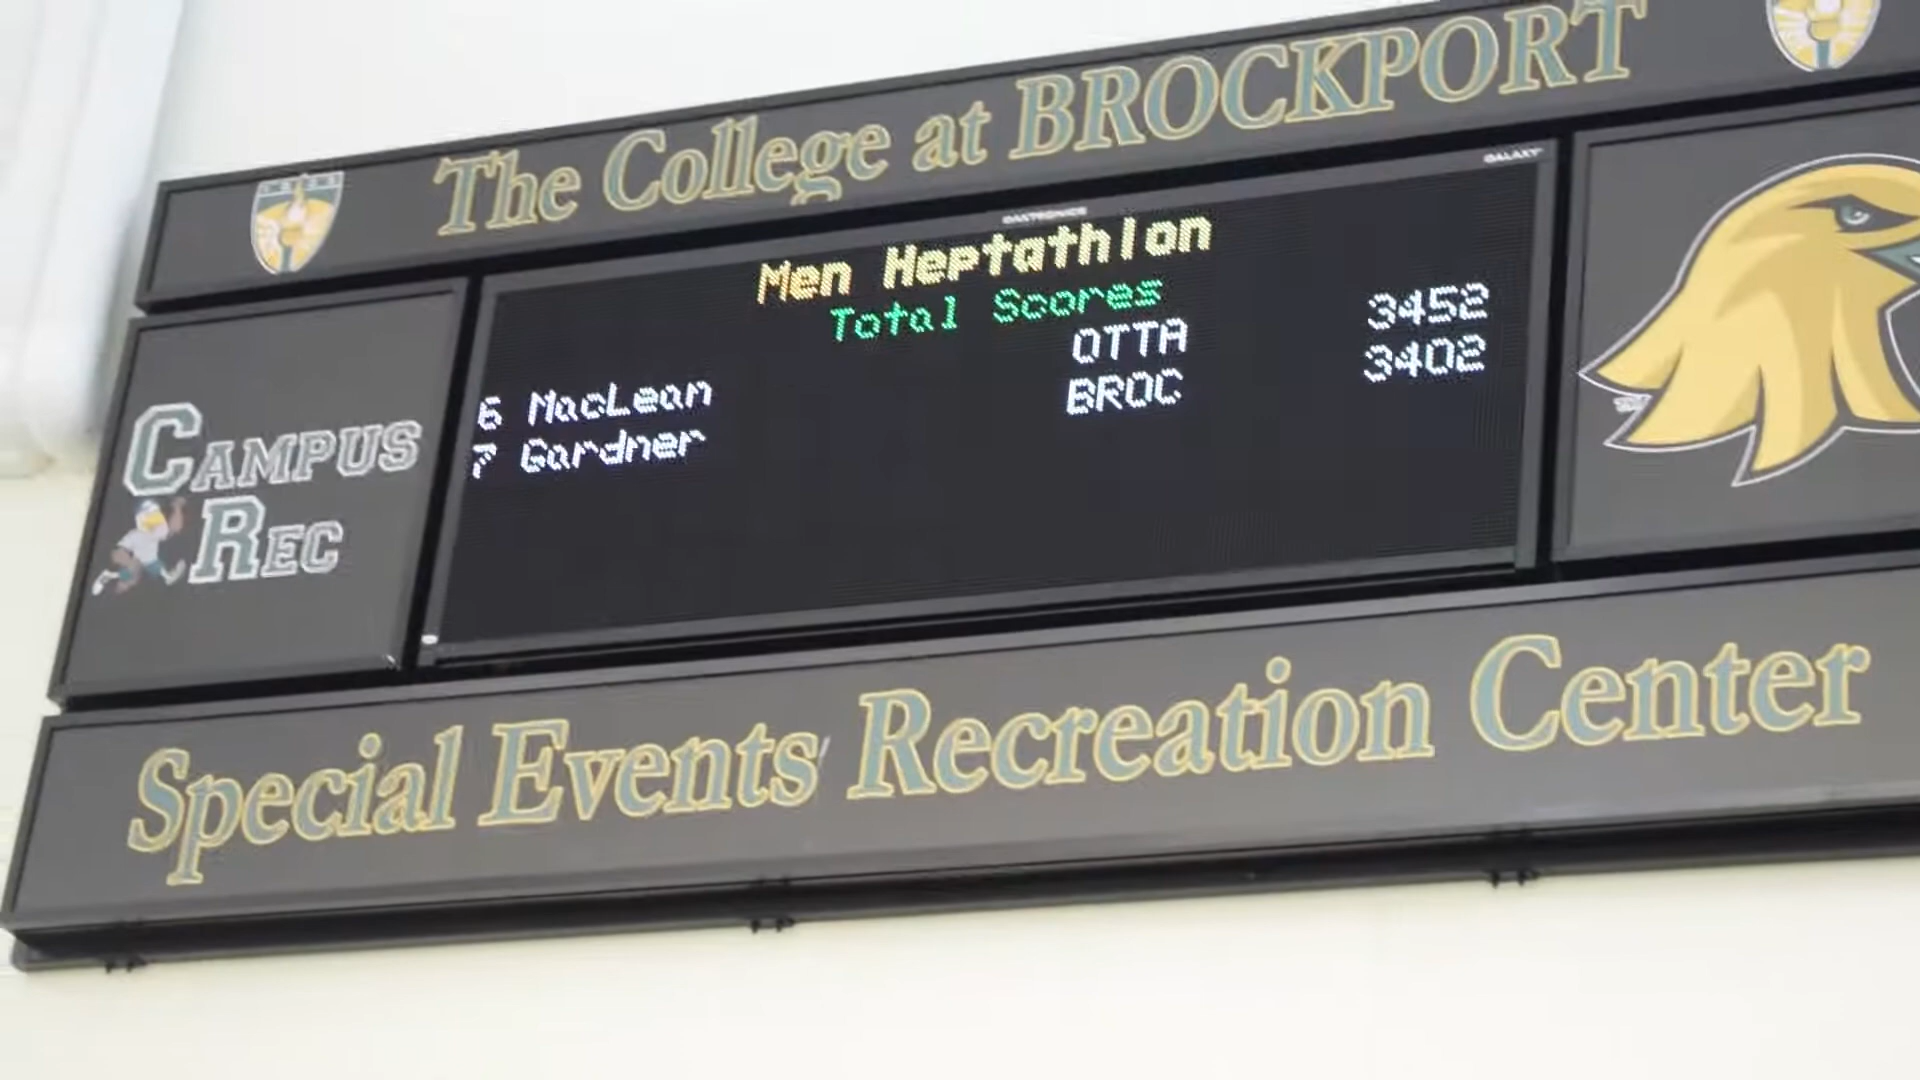 The College at BROCKPORT
DAKTRONICS
GALAXY
Men Heptathlon
Total Scores
6 MacLean OTTA 3452
7 Gardner BROC 3402
CAMPUS
REC
Special Events Recreation Center